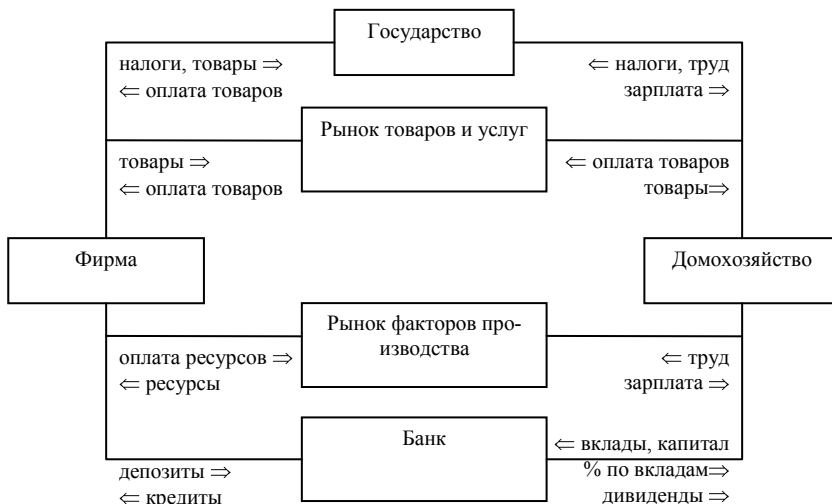 Государство
налоги, товары ⇒
⇐ оплата товаров
⇐ налоги, труд
зарплата ⇒
Рынок товаров и услуг
товары ⇒
⇐ оплата товаров
⇐ оплата товаров
товары⇒
Фирма
Домохозяйство
Рынок факторов про-
изводства
оплата ресурсов ⇒
⇐ ресурсы
⇐ труд
зарплата ⇒
Банк
депозиты ⇒
⇐ кредиты
⇐ вклады, капитал
% по вкладам⇒
дивиденды ⇒